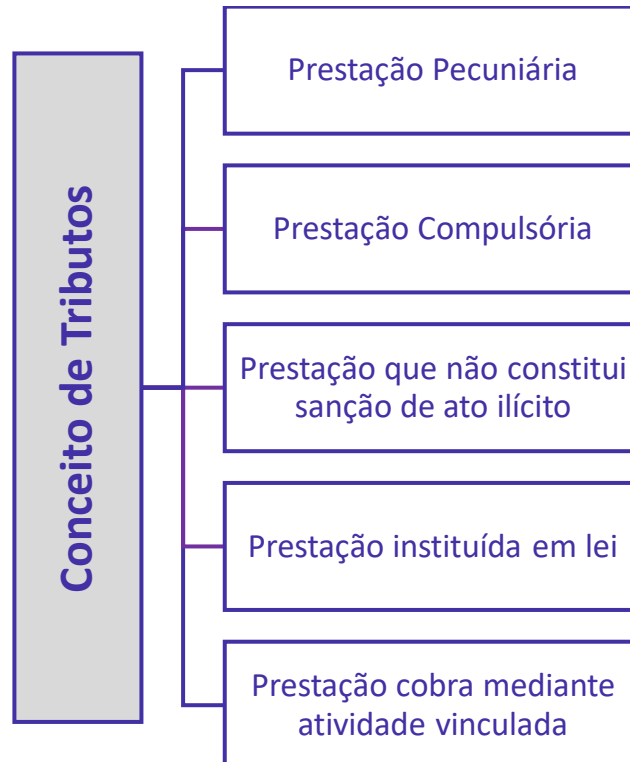 Conceito de Tributos
Prestação Pecuniária
Prestação Compulsória
Prestação que não constitui
sanção de ato ilícito
Prestação instituída em lei
Prestação cobra mediante
atividade vinculada